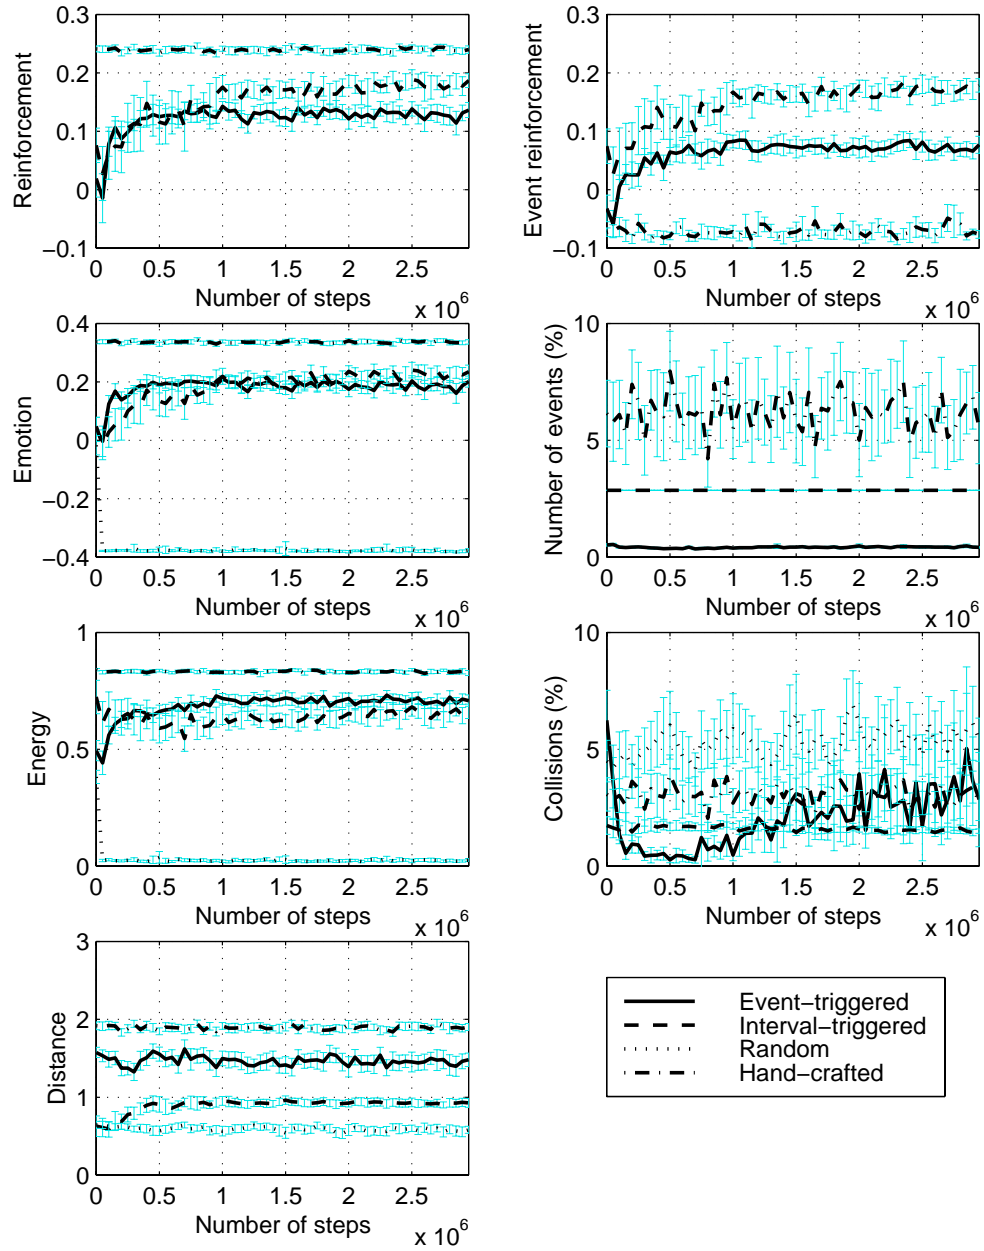 0.3
0.2
0.1
0
−0.1
Reinforcement
0 0.5 1 1.5 2 2.5
Number of steps
x 10^6
0.3
0.2
0.1
0
−0.1
Event reinforcement
0 0.5 1 1.5 2 2.5
Number of steps
x 10^6
0.4
0.2
0
−0.2
−0.4
Emotion
0 0.5 1 1.5 2 2.5
Number of steps
x 10^6
10
5
0
Number of events (%)
0 0.5 1 1.5 2 2.5
Number of steps
x 10^6
1
0.5
0
Energy
0 0.5 1 1.5 2 2.5
Number of steps
x 10^6
10
5
0
Collisions (%)
0 0.5 1 1.5 2 2.5
Number of steps
x 10^6
3
2
1
0
Distance
0 0.5 1 1.5 2 2.5
Number of steps
x 10^6
Event−triggered
Interval−triggered
Random
Hand−crafted